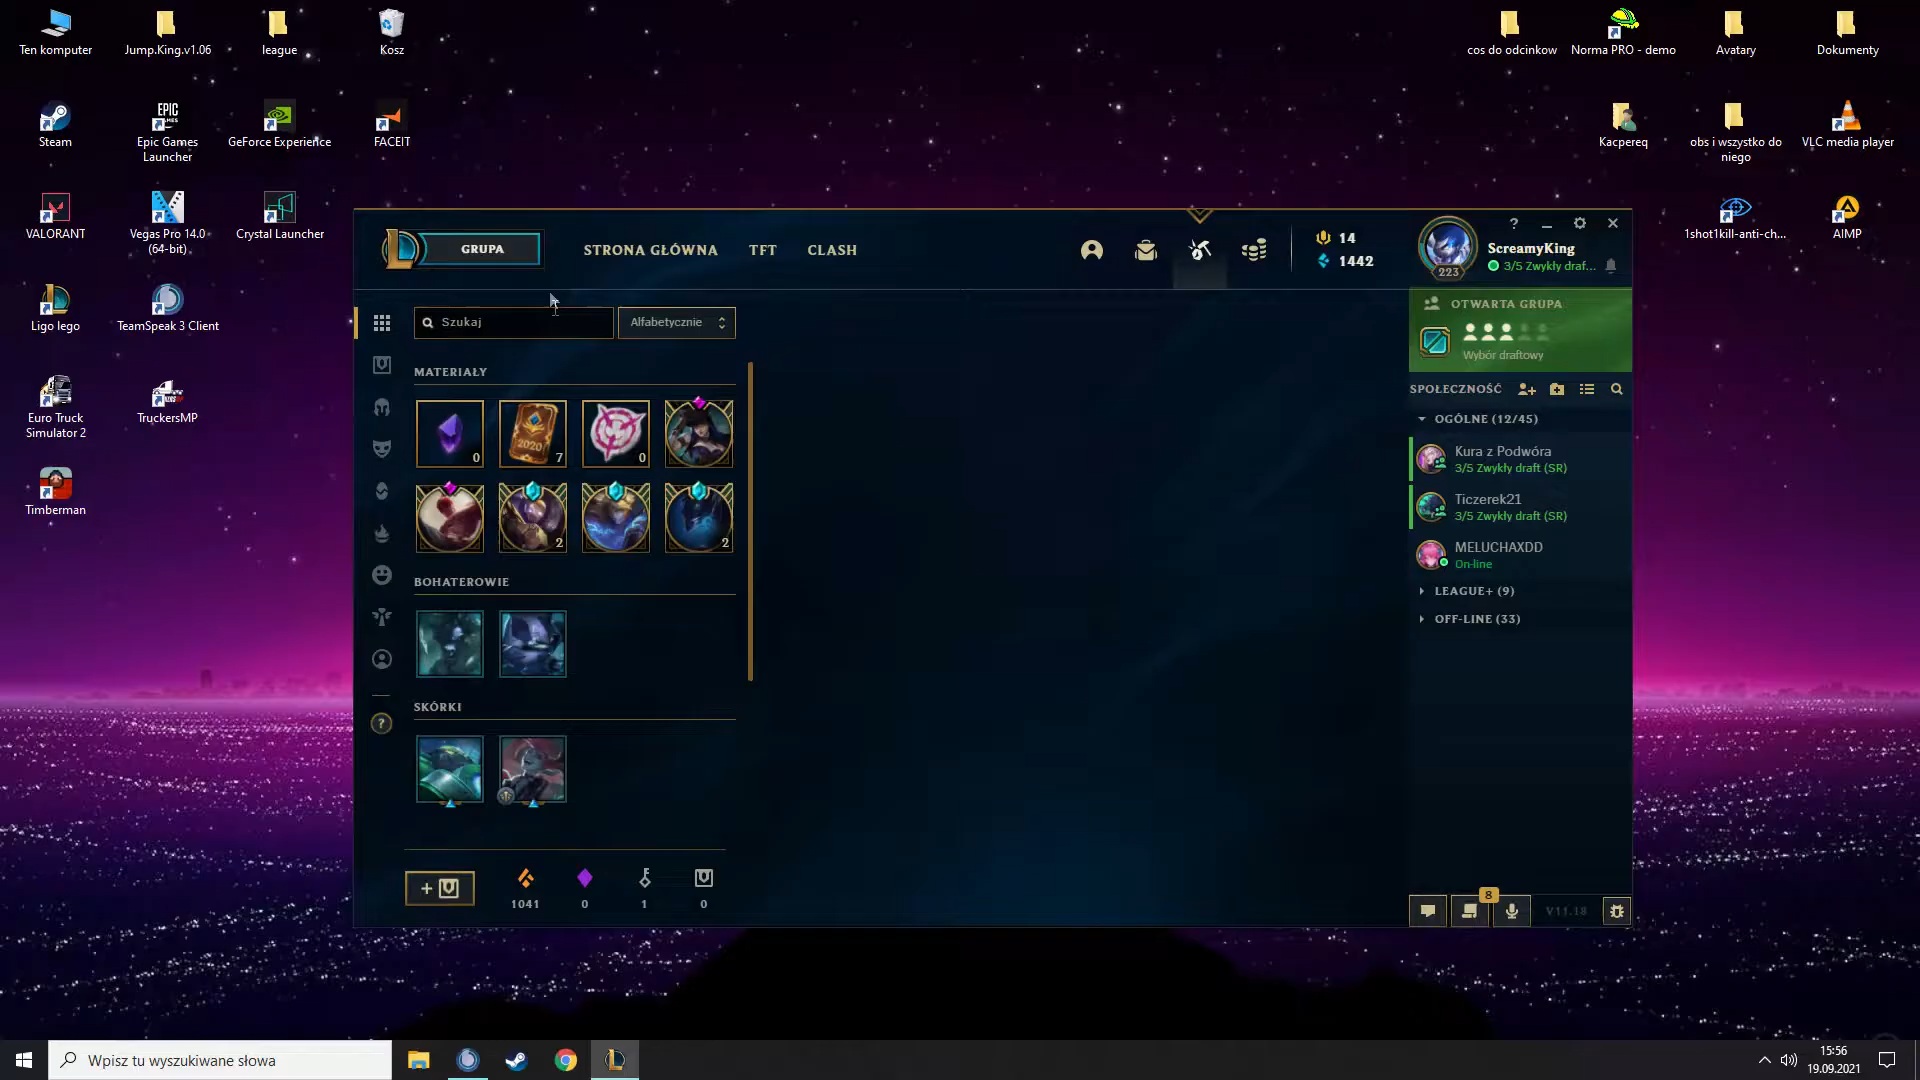 Ten komputer
Jump.King.v1.06
league
Kosz
cos do odcinkow
Norma PRO - demo
Avatary
Dokumenty
Steam
EPIC
GAMES
Epic Games
Launcher
GeForce Experience
FACEIT
Kacpereq
obs i wszystko do
niego
VLC media player
VALORANT
Vegas Pro 14.0
(64-bit)
Crystal Launcher
1shot1kill-anti-ch...
AIMP
Ligo lego
TeamSpeak 3 Client
Euro Truck
Simulator 2
TruckersMP
Timberman
GRUPA
STRONA GŁÓWNA
TFT
CLASH
14
1442
223
?
ScreamyKing
3/5 Zwykły draf...
Szukaj
Alfabetycznie
MATERIAŁY
0
2020
7
0
2
2
BOHATEROWIE
SKÓRKI
?
+
1041
0
1
0
OTWARTA GRUPA
Wybór draftowy
SPOŁECZNOŚĆ
OGÓLNE (12/45)
Kura z Podwóra
3/5 Zwykły draft (SR)
Ticzerek21
3/5 Zwykły draft (SR)
MELUCHAXDD
On-line
LEAGUE+ (9)
OFF-LINE (33)
8
V11.18
Wpisz tu wyszukiwane słowa
15:56
19.09.2021